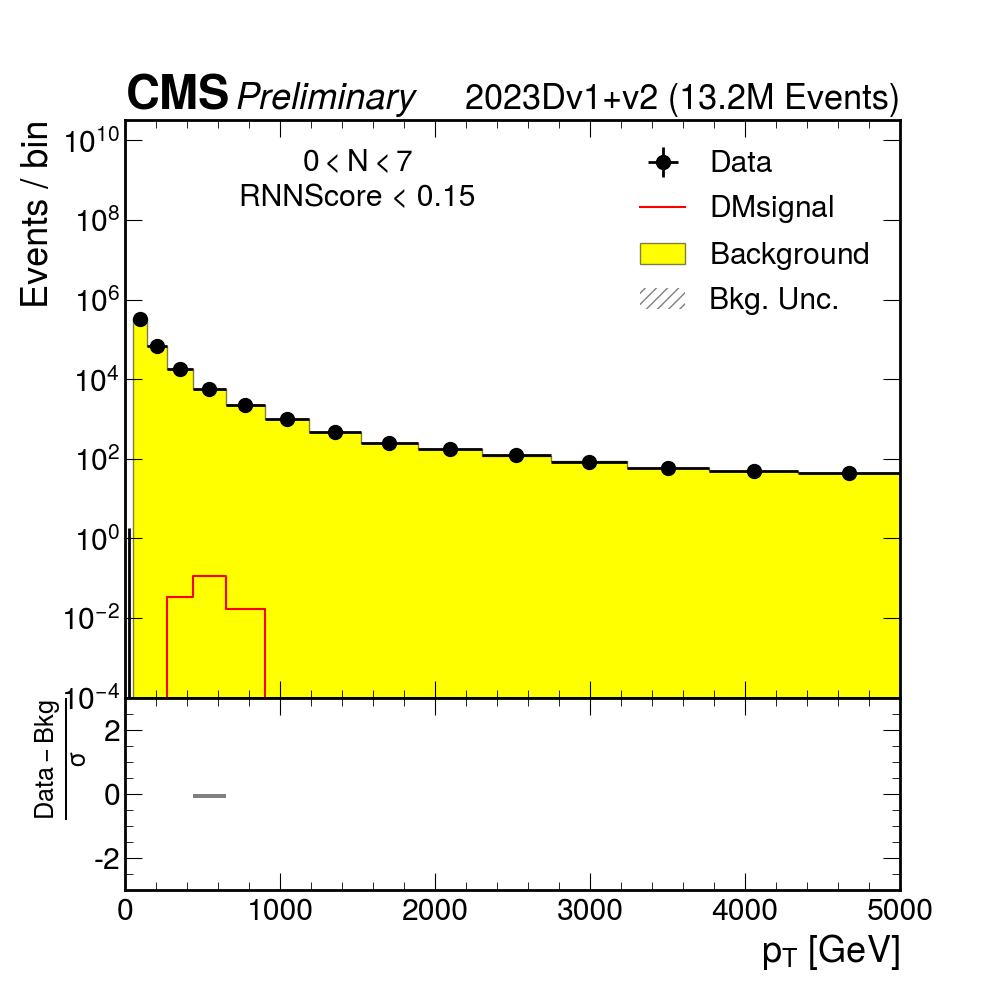 CMS Preliminary 2023Dv1+v2 (13.2M Events)
Events / bin
10^10
10^8
10^6
10^4
10^2
10^0
10^−2
10^−4
0 < N < 7
RNNScore < 0.15
Data
DMsignal
Background
Bkg. Unc.
Data − Bkg
σ
2
0
-2
0 1000 2000 3000 4000 5000
p_T [GeV]